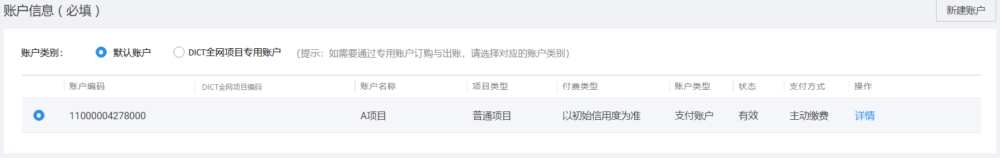 账户信息（必填）
新建账户
账户类别： 默认账户 DICT全网项目专用账户 （提示：如需要通过专用账户订购与出账，请选择对应的账户类别）
账户编码 DICT全网项目编码 账户名称 项目类型 付费类型 账户类型 状态 支付方式 操作
11000004278000 A项目 普通项目 以初始信用度为准 支付账户 有效 主动缴费 详情